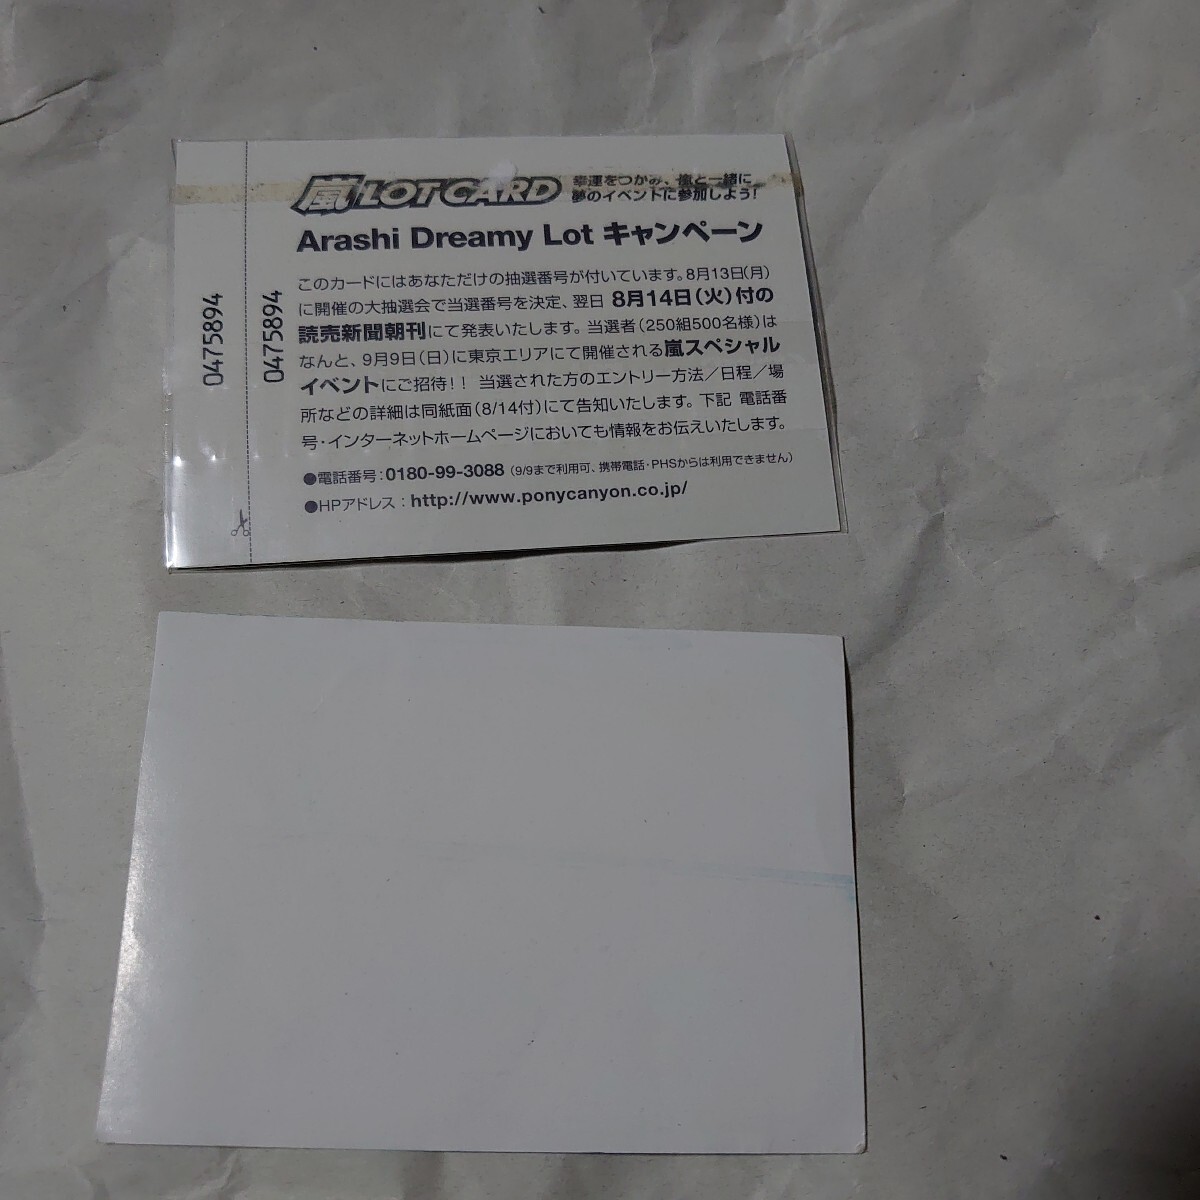 0475894
0475894
嵐LOT CARD
幸運をつかみ、嵐と一緒に
夢のイベントに参加しよう!
Arashi Dreamy Lot キャンペーン
このカードにはあなただけの抽選番号が付いています。8月13日(月)
に開催の大抽選会で当選番号を決定、翌日 8月14日(火)付の
読売新聞朝刊にて発表いたします。当選者(250組500名様)は
なんと、9月9日(日)に東京エリアにて開催される嵐スペシャル
イベントにご招待!! 当選された方のエントリー方法/日程/場
所などの詳細は同紙面(8/14付)にて告知いたします。下記 電話番
号・インターネットホームページにおいても情報をお伝えいたします。
●電話番号:0180-99-3088(9/9まで利用可、携帯電話・PHSからは利用できません)
●HPアドレス:http://www.ponycanyon.co.jp/